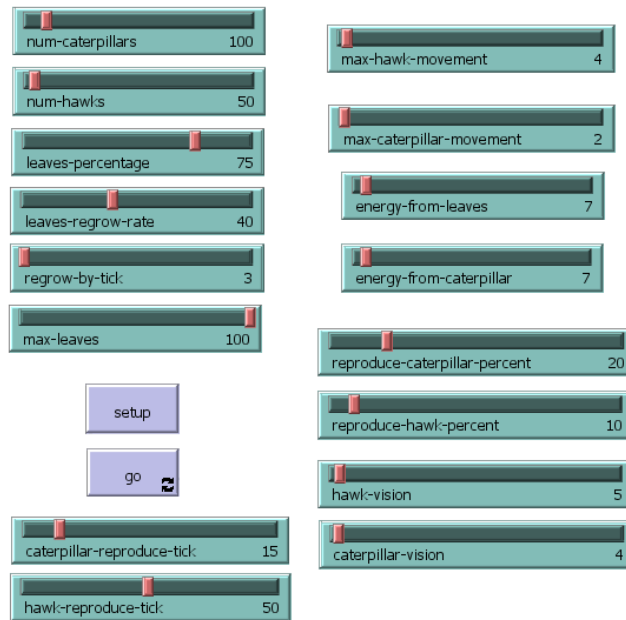 num-caterpillars 100
num-hawks 50
leaves-percentage 75
leaves-regrow-rate 40
regrow-by-tick 3
max-leaves 100
setup
go
caterpillar-reproduce-tick 15
hawk-reproduce-tick 50
max-hawk-movement 4
max-caterpillar-movement 2
energy-from-leaves 7
energy-from-caterpillar 7
reproduce-caterpillar-percent 20
reproduce-hawk-percent 10
hawk-vision 5
caterpillar-vision 4